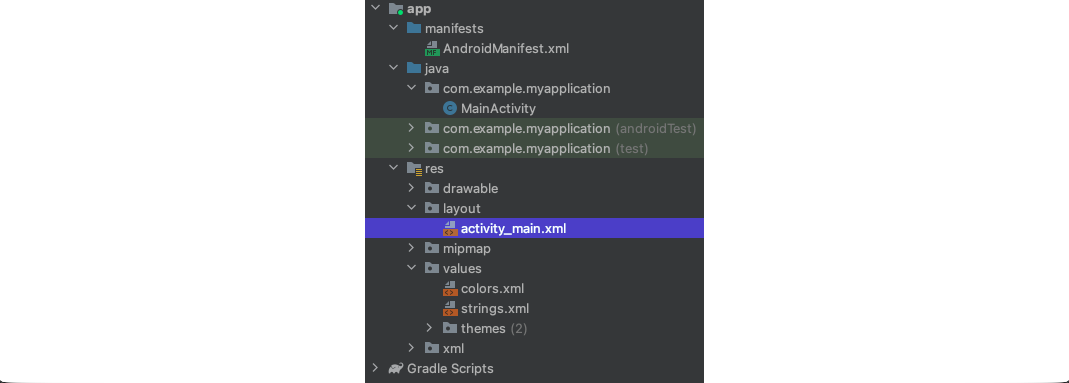 app
manifests
AndroidManifest.xml
java
com.example.myapplication
MainActivity
com.example.myapplication (androidTest)
com.example.myapplication (test)
res
drawable
layout
activity_main.xml
mipmap
values
colors.xml
strings.xml
themes (2)
xml
Gradle Scripts